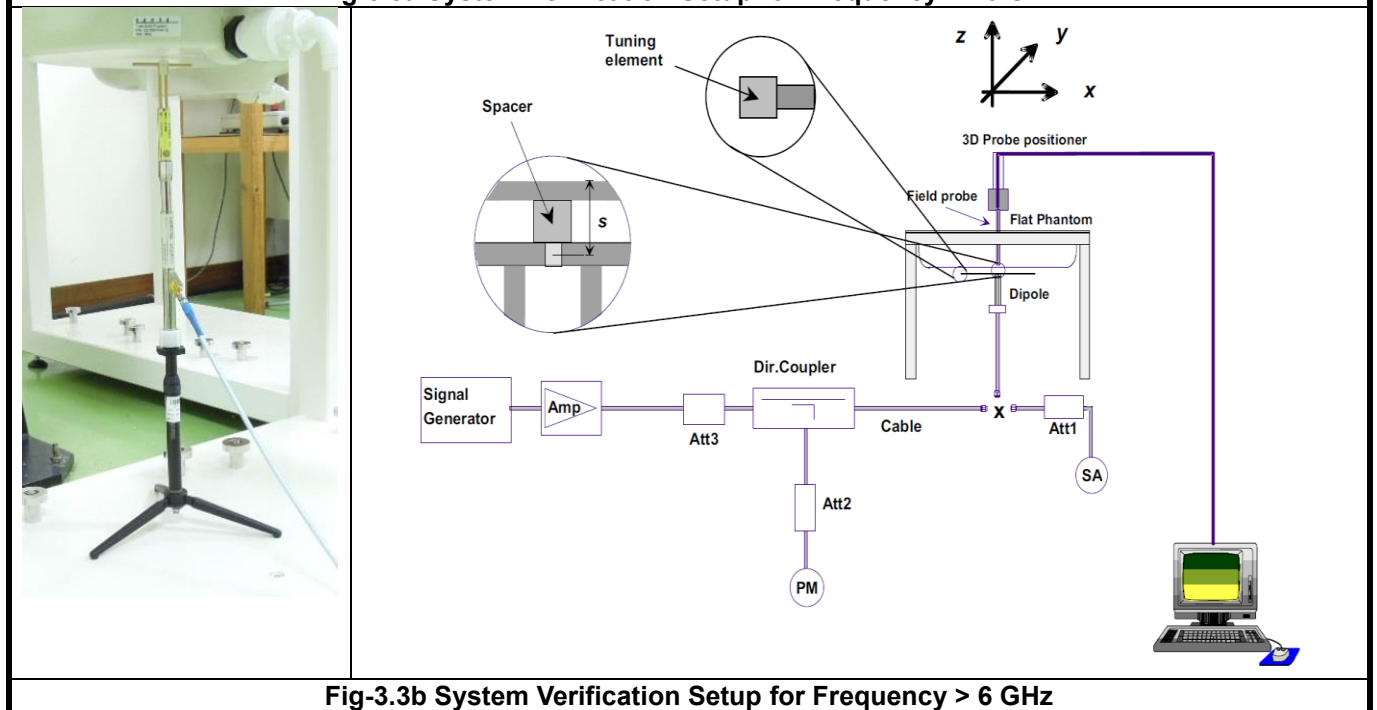 Tuning
element
z
y
x
Spacer
s
3D Probe positioner
Field probe
Flat Phantom
Dipole
Dir.Coupler
Signal
Generator
Amp
Att3
Cable
x
Att1
SA
Att2
PM
Fig-3.3b System Verification Setup for Frequency > 6 GHz